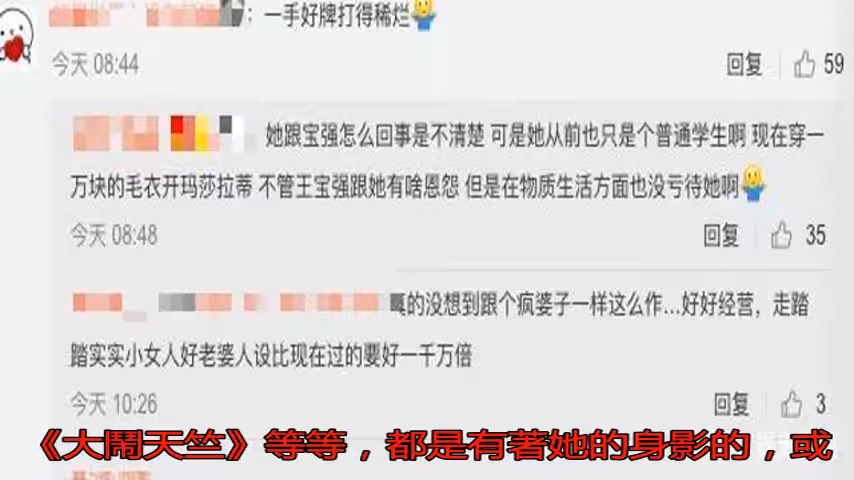 ：一手好牌打得稀烂🤷
今天 08:44 回复 59
她跟宝强怎么回事是不清楚 可是她从前也只是个普通学生啊 现在穿一
万块的毛衣开玛莎拉蒂 不管王宝强跟她有啥恩怨 但是在物质生活方面也没亏待她啊🤷
今天 08:48 回复 35
真的没想到跟个疯婆子一样这么作...好好经营，走踏
踏实实小女人好老婆人设比现在过的要好一千万倍
今天 10:26 回复 3
《大鬧天竺》等等，都是有著她的身影的，或